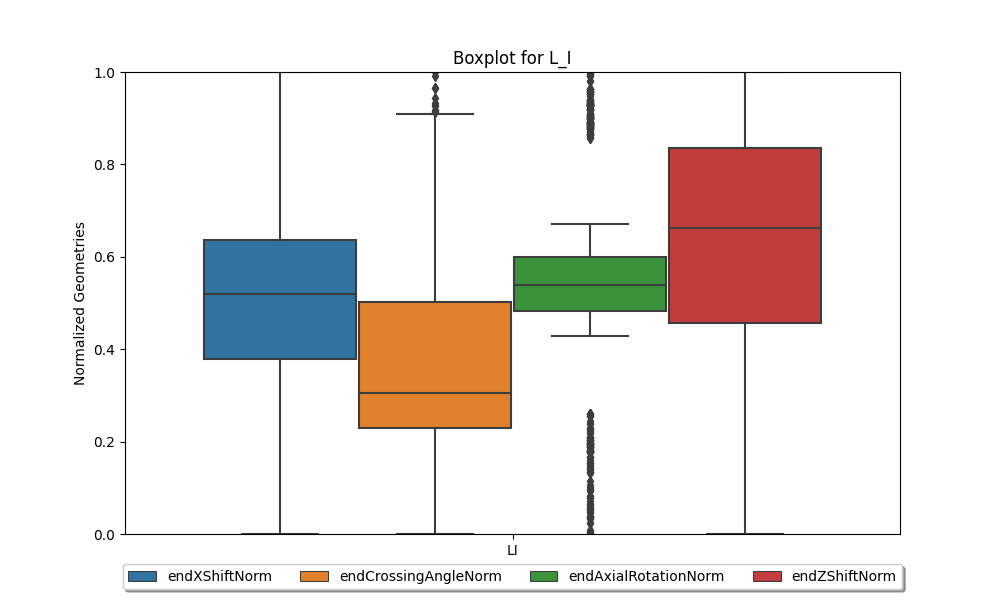 Boxplot for L_I
1.0
0.8
0.6
0.4
0.2
0.0
Normalized Geometries
LI
endXShiftNorm endCrossingAngleNorm endAxialRotationNorm endZShiftNorm